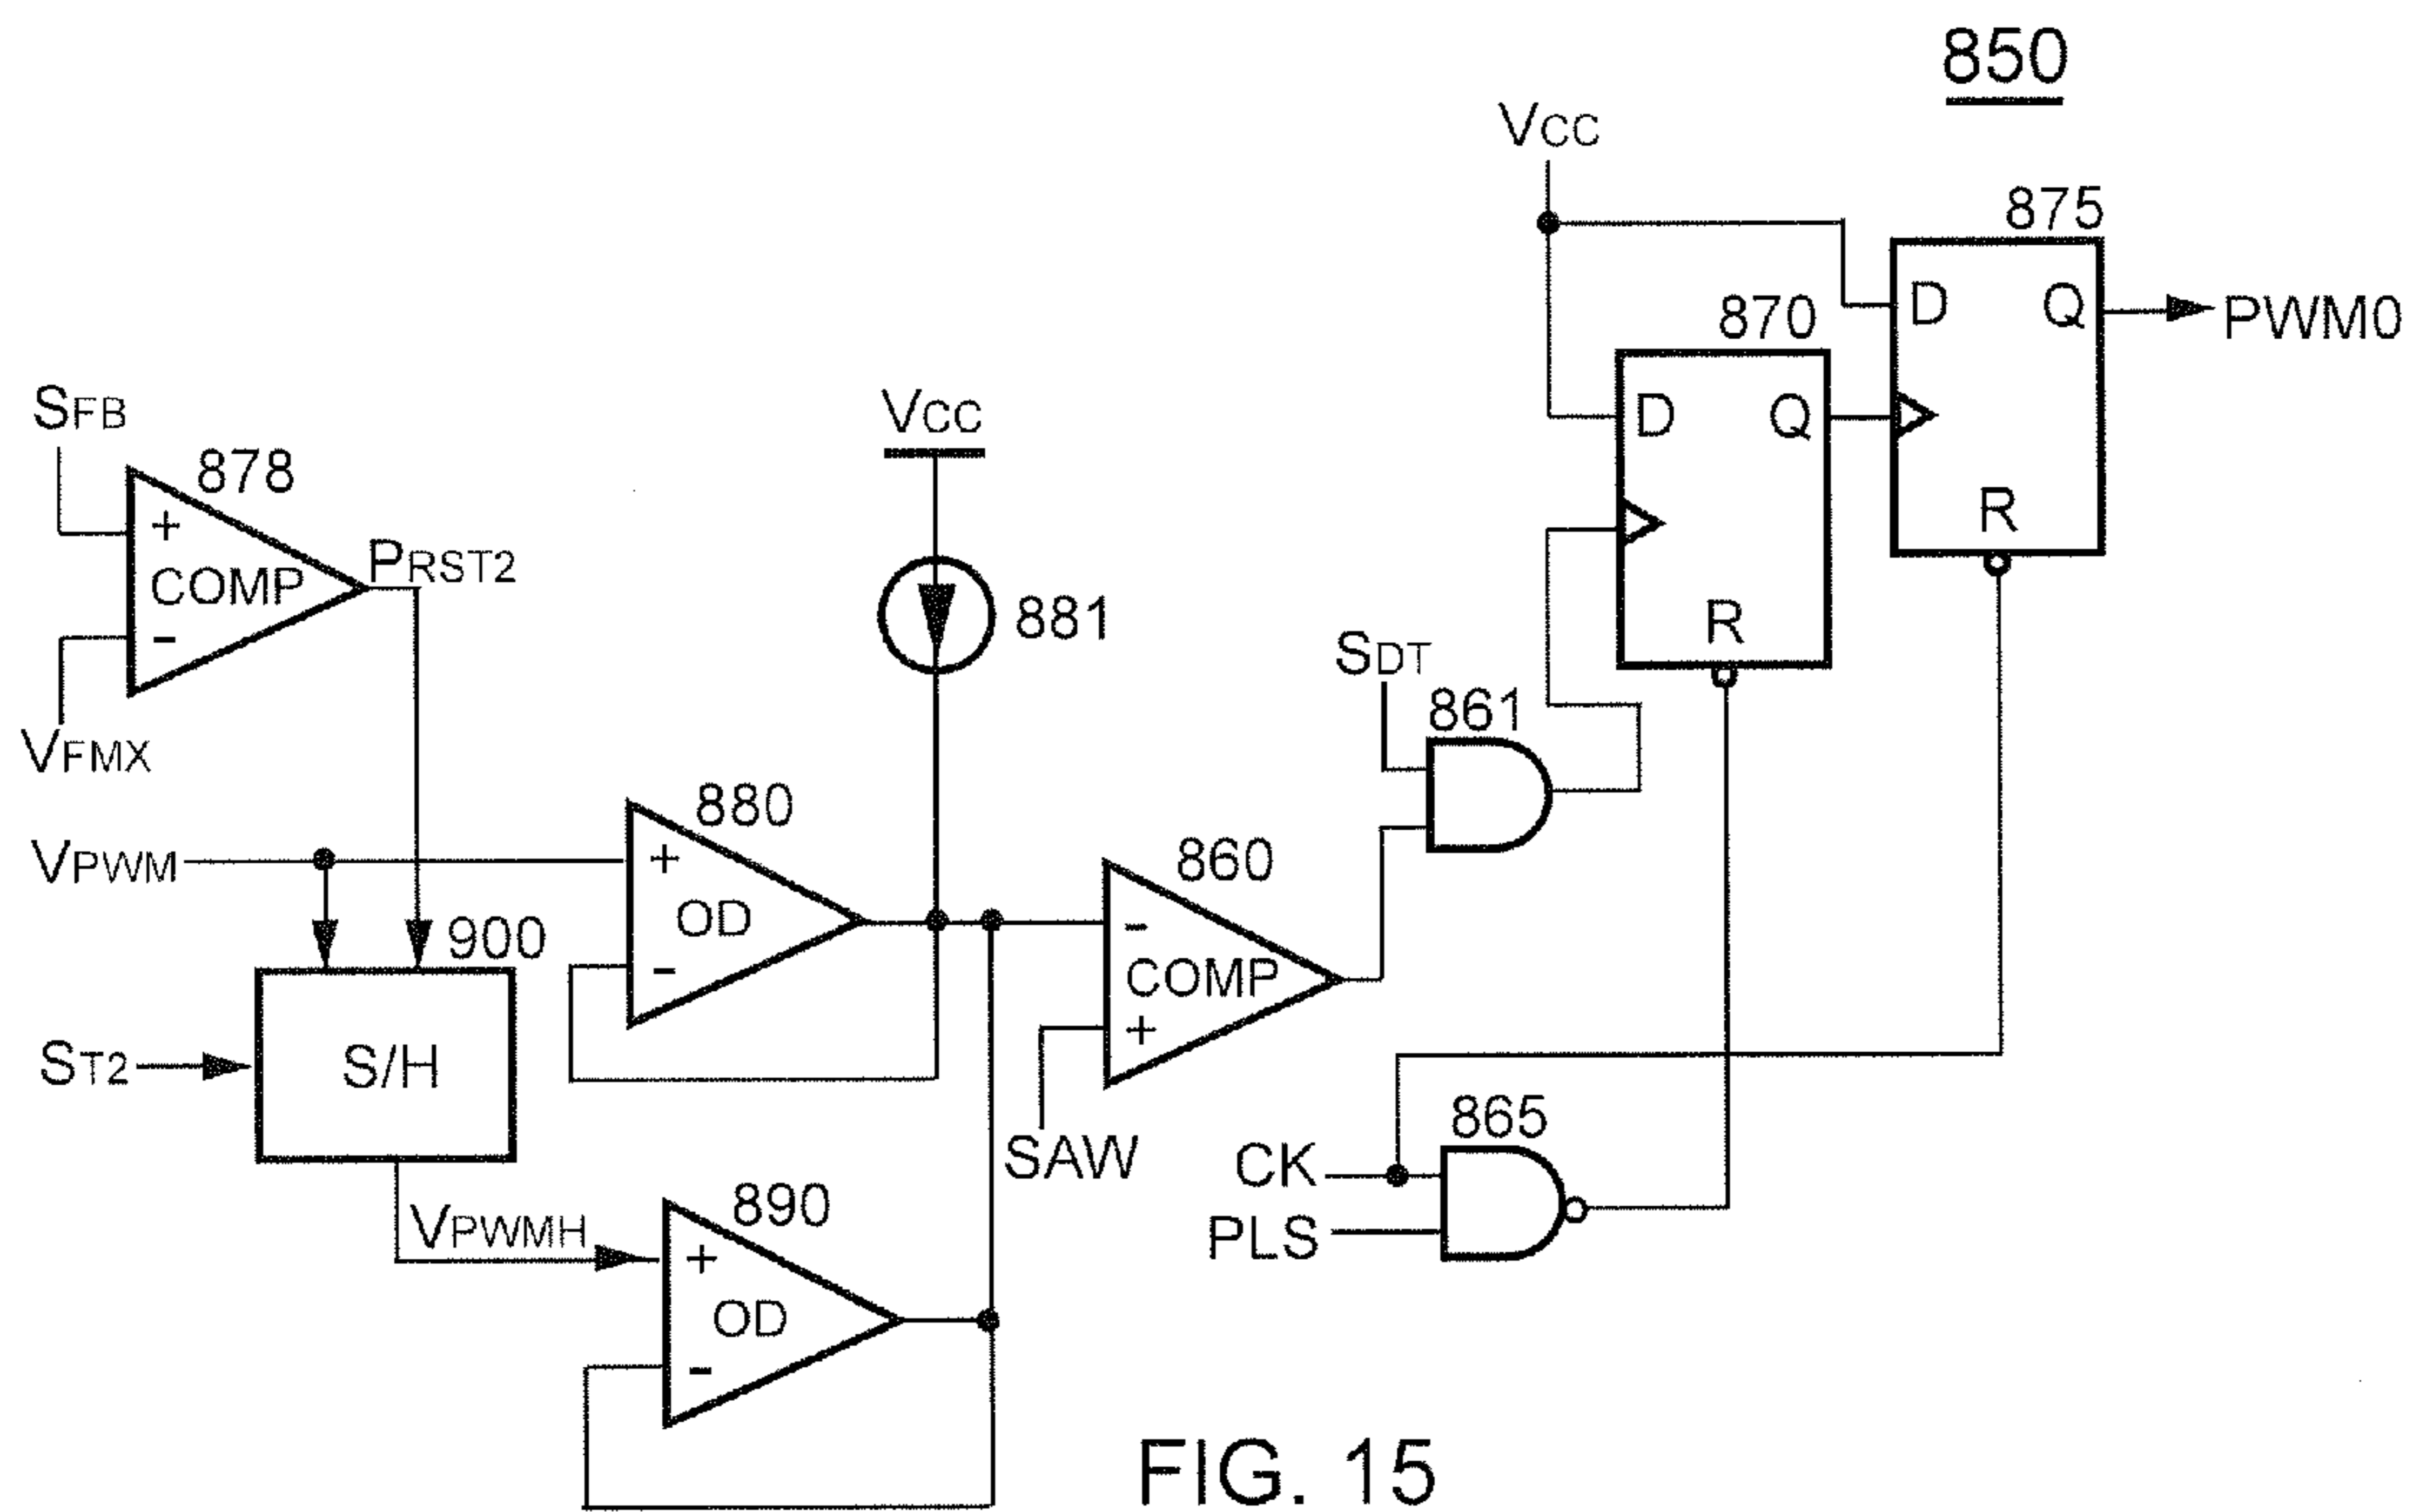 850
VCC
875
D Q
PWM0
870
D Q
R
SFB
878
+
COMP
-
PRST2
VFMX
VCC
881
R
SDT
861
VPWM
880
+
OD
-
860
-
COMP
+
900
S/H
ST2
SAW
CK
865
PLS
VPWMH
890
+
OD
-
FIG. 15